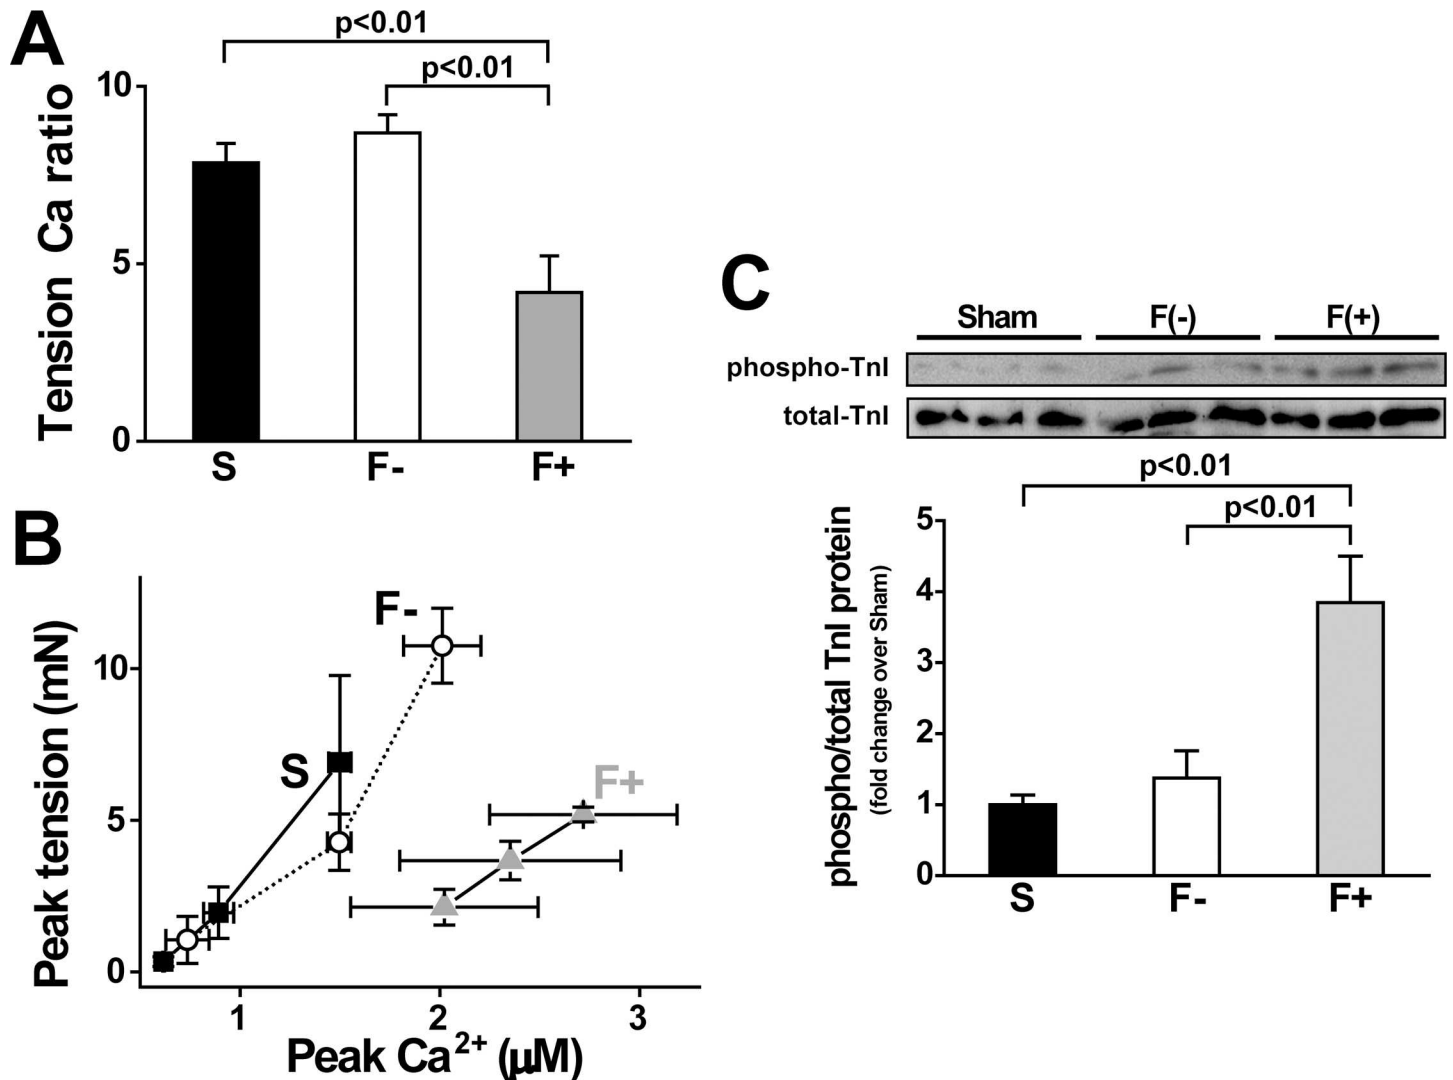 A
p<0.01
p<0.01
Tension Ca ratio
10
5
0
S F- F+
B
Peak tension (mN)
10
5
0
F-
S
F+
1 2 3
Peak Ca²⁺ (μM)
C
Sham F(-) F(+)
phospho-TnI
total-TnI
p<0.01
p<0.01
phospho/total TnI protein
(fold change over Sham)
5
4
3
2
1
0
S F- F+